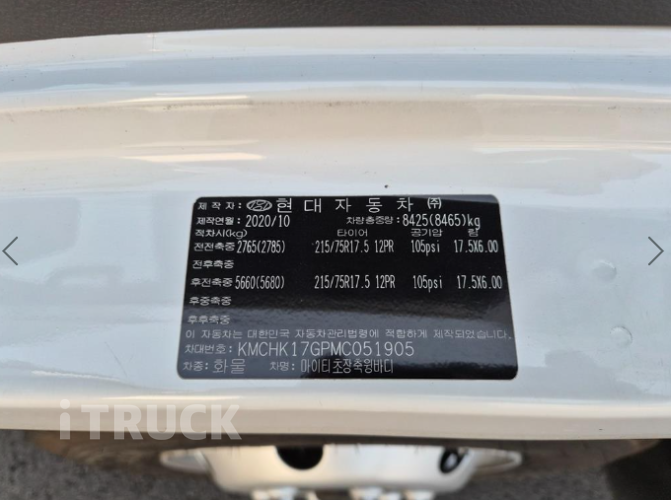 제 작 자 : 현 대 자 동 차 ㈜
제작연월: 2020/10 차량총중량: 8425(8465)kg
적차시(kg) 타이어 공기압 림
전전축중 2765(2785) 215/75R17.5 12PR 105psi 17.5X6.00
전후축중
후전축중 5660(5680) 215/75R17.5 12PR 105psi 17.5X6.00
후중축중
후후축중
이 자동차는 대한민국 자동차관리법령에 적합하게 제작되었습니다.
차대번호: KMCHK17GPMC051905
차종: 화물 차명: 마이티초장축윙바디
iTRUCK